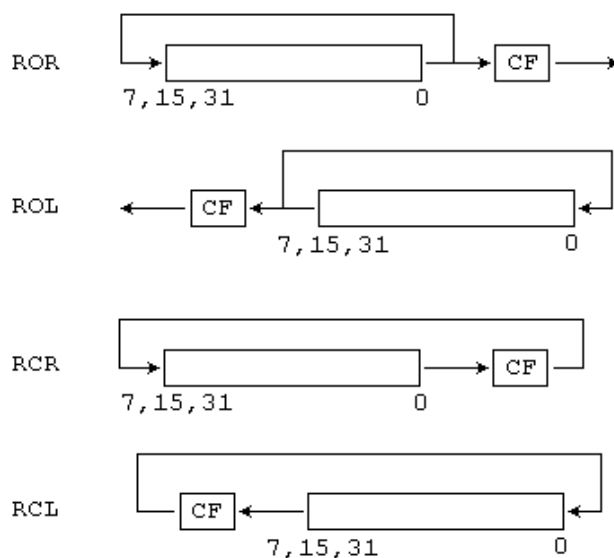 ROR CF
7,15,31 0
ROL CF
7,15,31 0
RCR CF
7,15,31 0
RCL CF
7,15,31 0